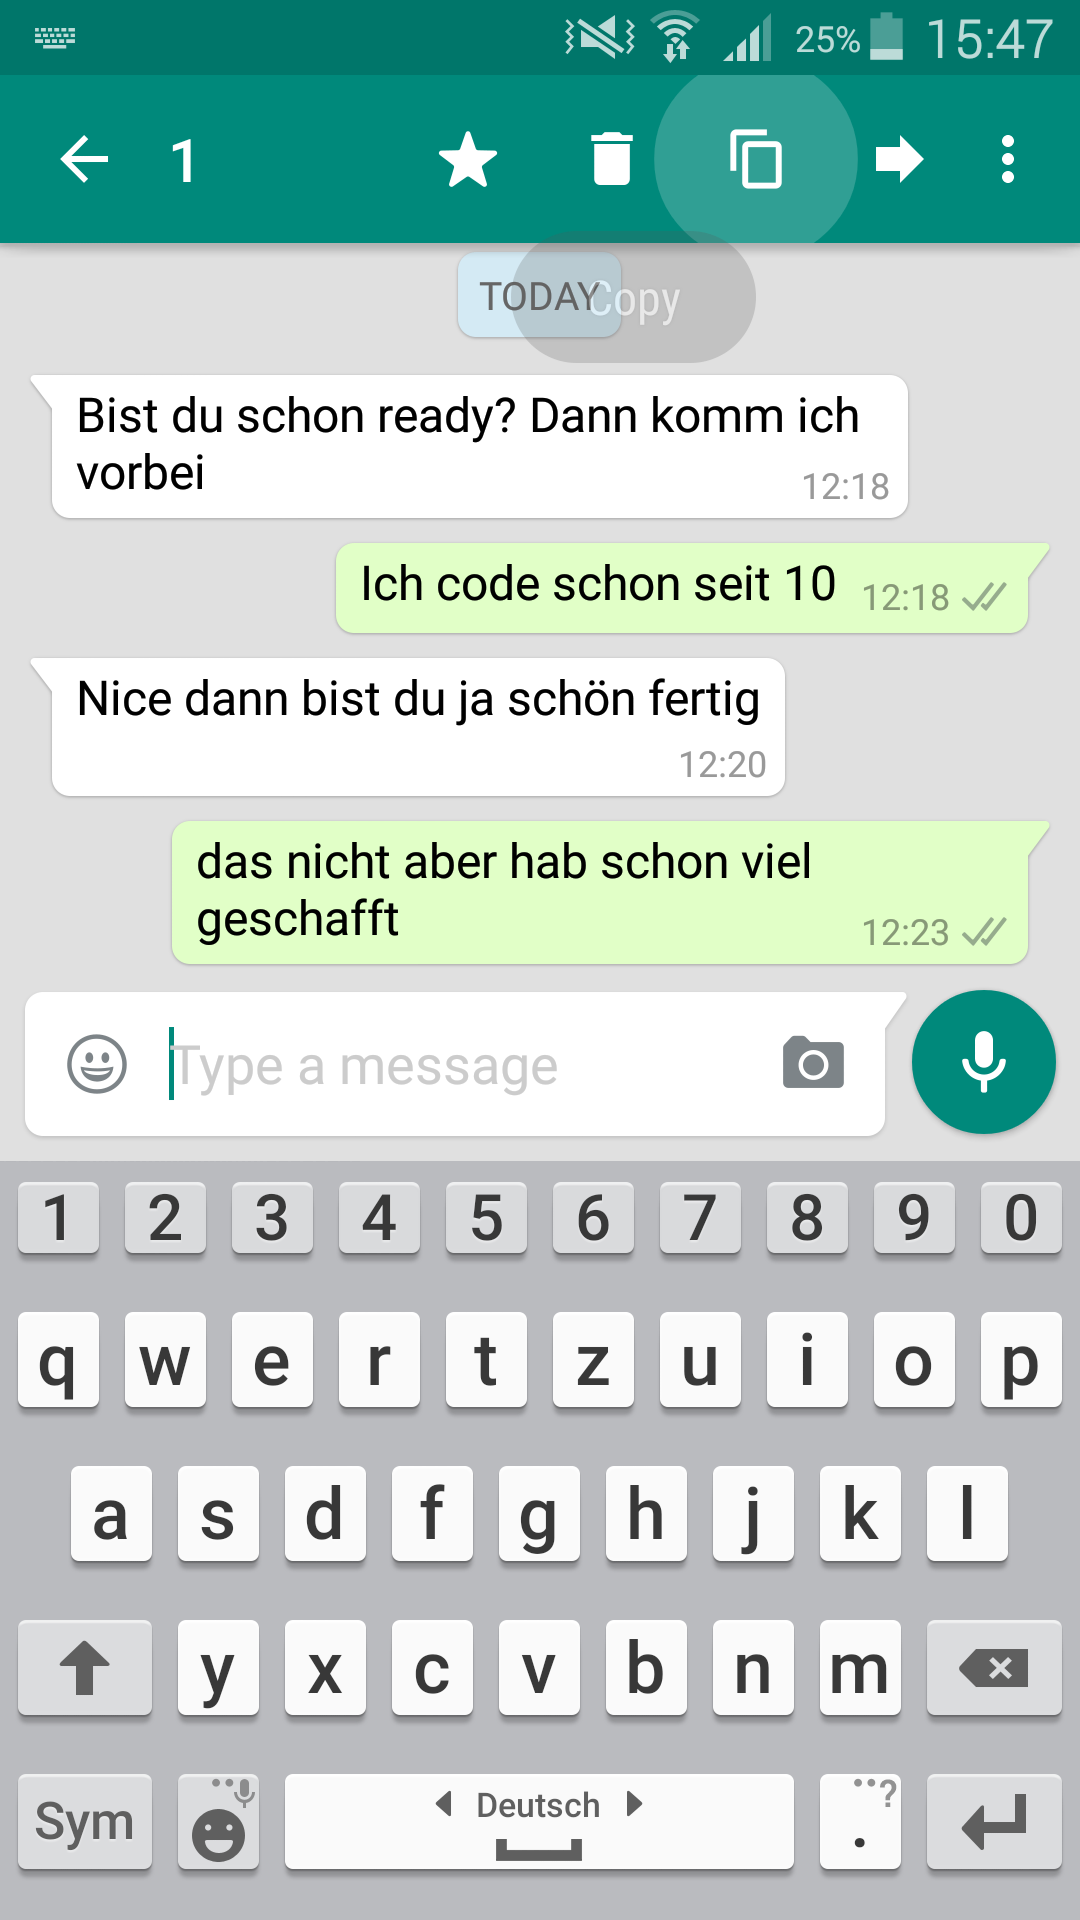 25% 15:47
1
TODAY Copy
Bist du schon ready? Dann komm ich
vorbei
12:18
Ich code schon seit 10 12:18
Nice dann bist du ja schön fertig
12:20
das nicht aber hab schon viel
geschafft
12:23
Type a message
1 2 3 4 5 6 7 8 9 0
q w e r t z u i o p
a s d f g h j k l
y x c v b n m
Sym Deutsch . ?